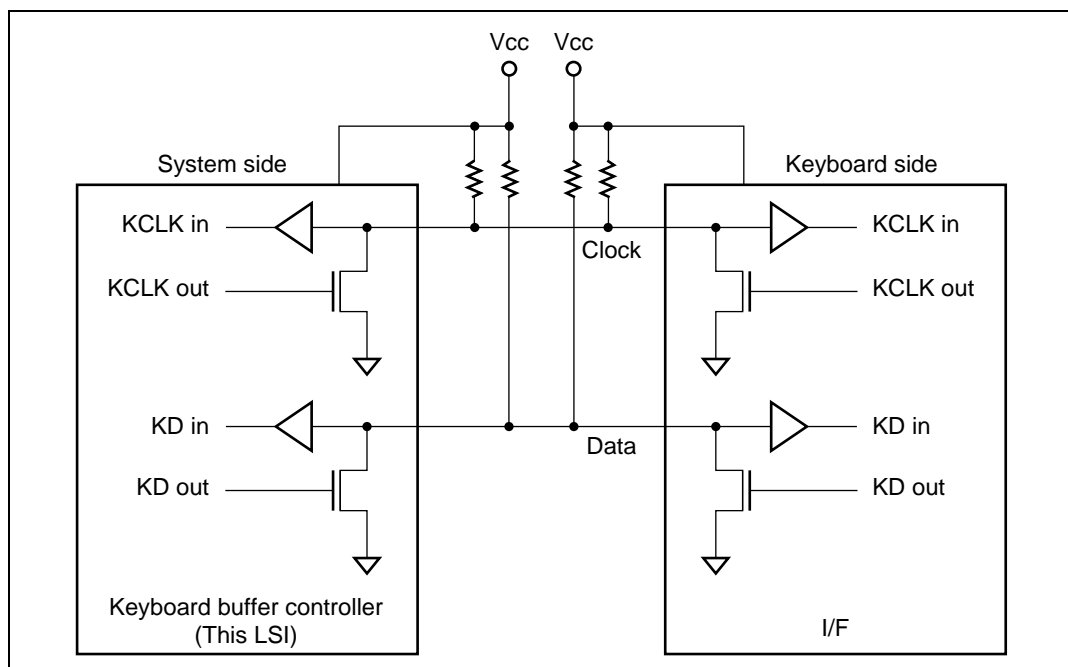 Vcc Vcc
System side
Keyboard side
KCLK in
KCLK in
Clock
KCLK out
KCLK out
KD in
KD in
Data
KD out
KD out
Keyboard buffer controller
(This LSI)
I/F